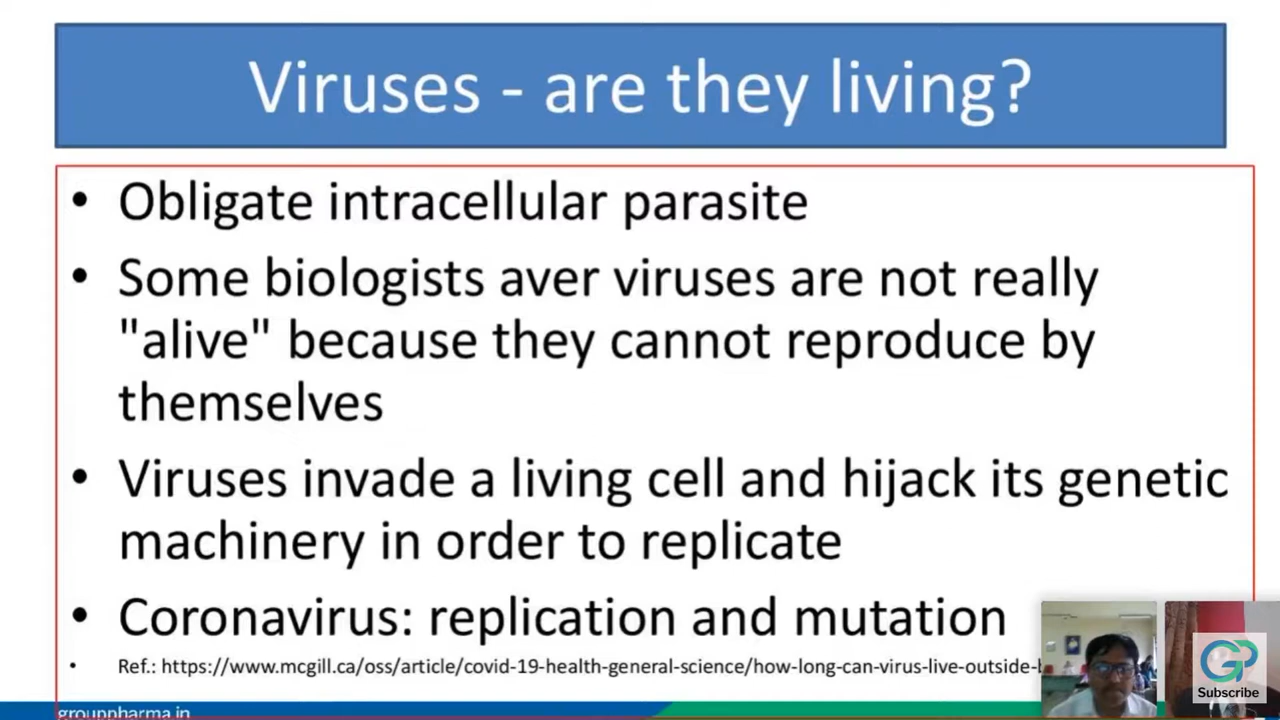 Viruses - are they living?
• Obligate intracellular parasite
• Some biologists aver viruses are not really
"alive" because they cannot reproduce by
themselves
• Viruses invade a living cell and hijack its genetic
machinery in order to replicate
• Coronavirus: replication and mutation
• Ref.: https://www.mcgill.ca/oss/article/covid-19-health-general-science/how-long-can-virus-live-outside-
GP
Subscribe
grouppharma.in